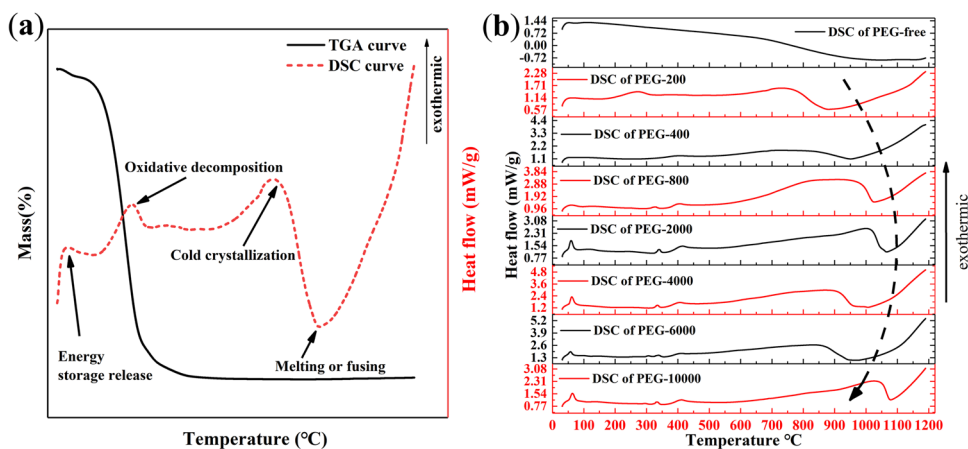 (a)
TGA curve
DSC curve
exothermic
Oxidative decomposition
Cold crystallization
Energy
storage release
Melting or fusing
Mass(%)
Heat flow (mW/g)
Temperature (℃)
(b)
1.44
0.72
0.00
-0.72
DSC of PEG-free
2.28
1.71
1.14
0.57
DSC of PEG-200
4.4
3.3
2.2
1.1
DSC of PEG-400
3.84
2.88
1.92
0.96
DSC of PEG-800
3.08
2.31
1.54
0.77
DSC of PEG-2000
4.8
3.6
2.4
1.2
DSC of PEG-4000
5.2
3.9
2.6
1.3
DSC of PEG-6000
3.08
2.31
1.54
0.77
DSC of PEG-10000
Heat flow (mW/g)
exothermic
0 100 200 300 400 500 600 700 800 900 1000 1100 1200
Temperature ℃